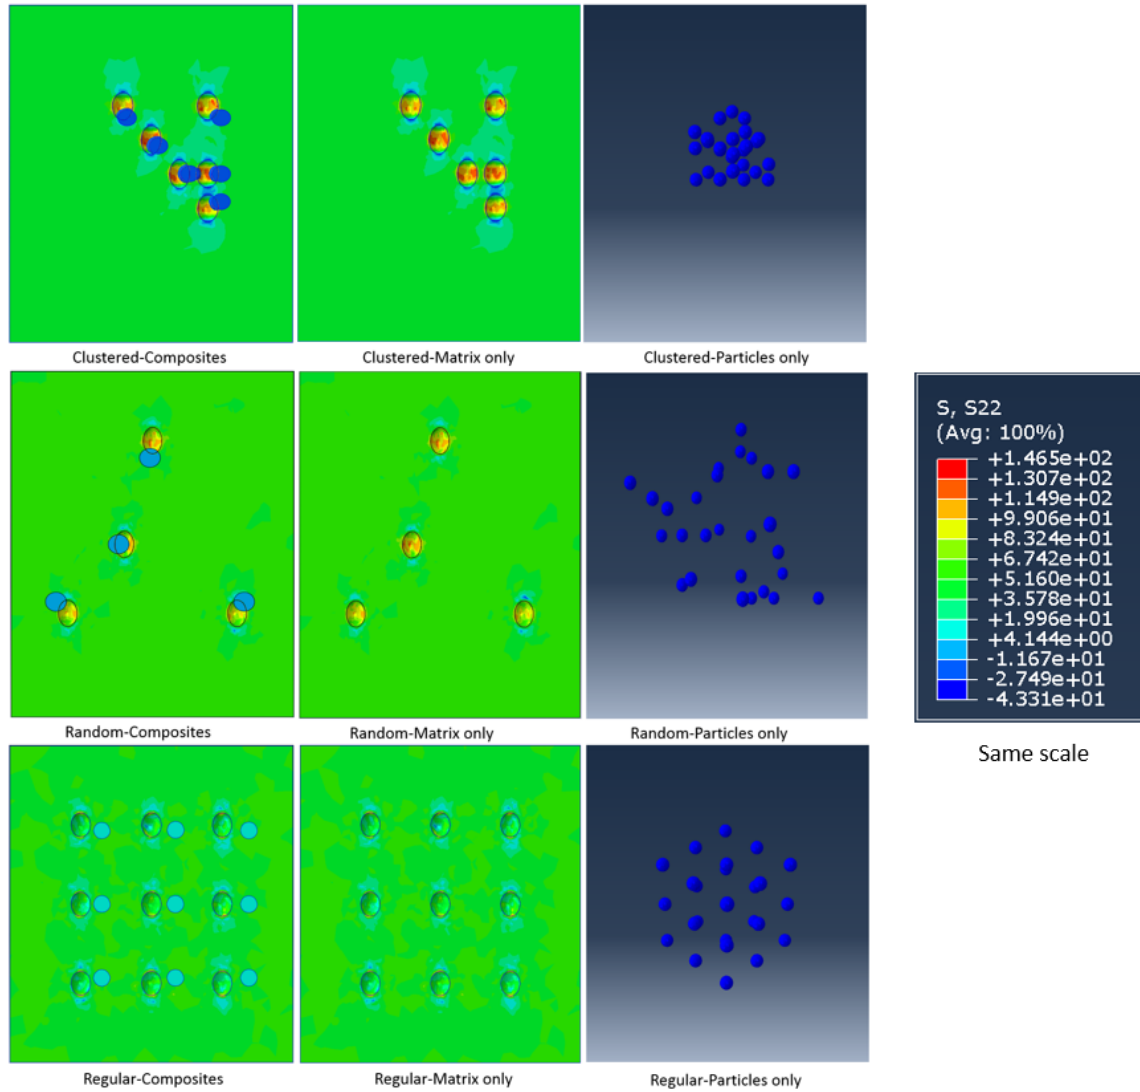 Clustered-Composites
Clustered-Matrix only
Clustered-Particles only
S, S22
(Avg: 100%)
+1.465e+02
+1.307e+02
+1.149e+02
+9.906e+01
+8.324e+01
+6.742e+01
+5.160e+01
+3.578e+01
+1.996e+01
+4.144e+00
-1.167e+01
-2.749e+01
-4.331e+01
Same scale
Random-Composites
Random-Matrix only
Random-Particles only
Regular-Composites
Regular-Matrix only
Regular-Particles only